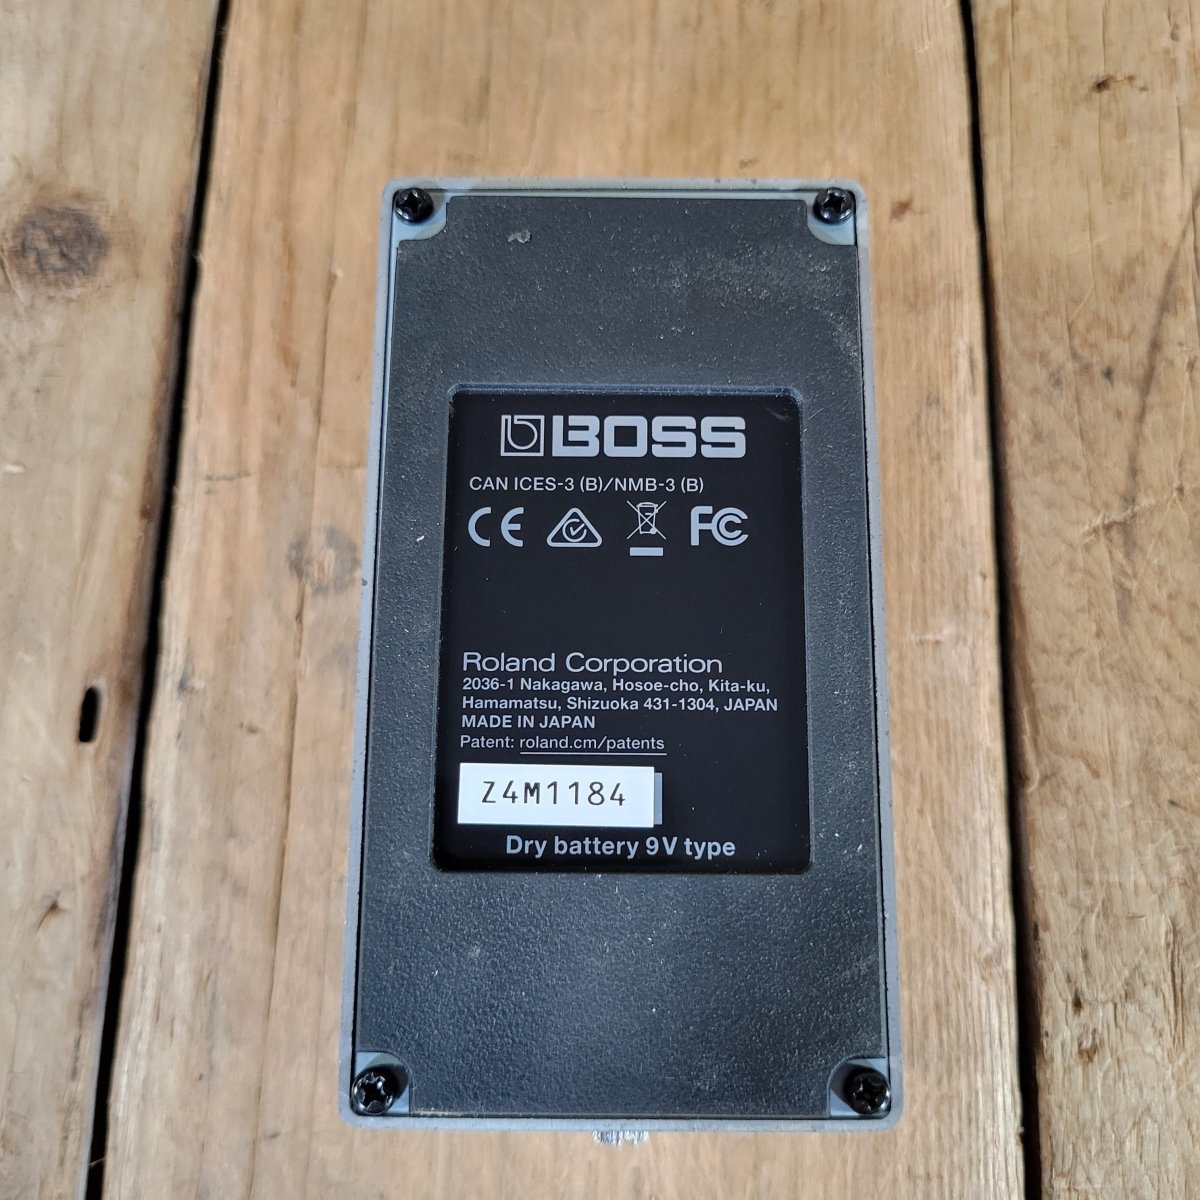 BOSS
CAN ICES-3 (B)/NMB-3 (B)
CE FC
Roland Corporation
2036-1 Nakagawa, Hosoe-cho, Kita-ku,
Hamamatsu, Shizuoka 431-1304, JAPAN
MADE IN JAPAN
Patent: roland.cm/patents
Z4M1184
Dry battery 9V type